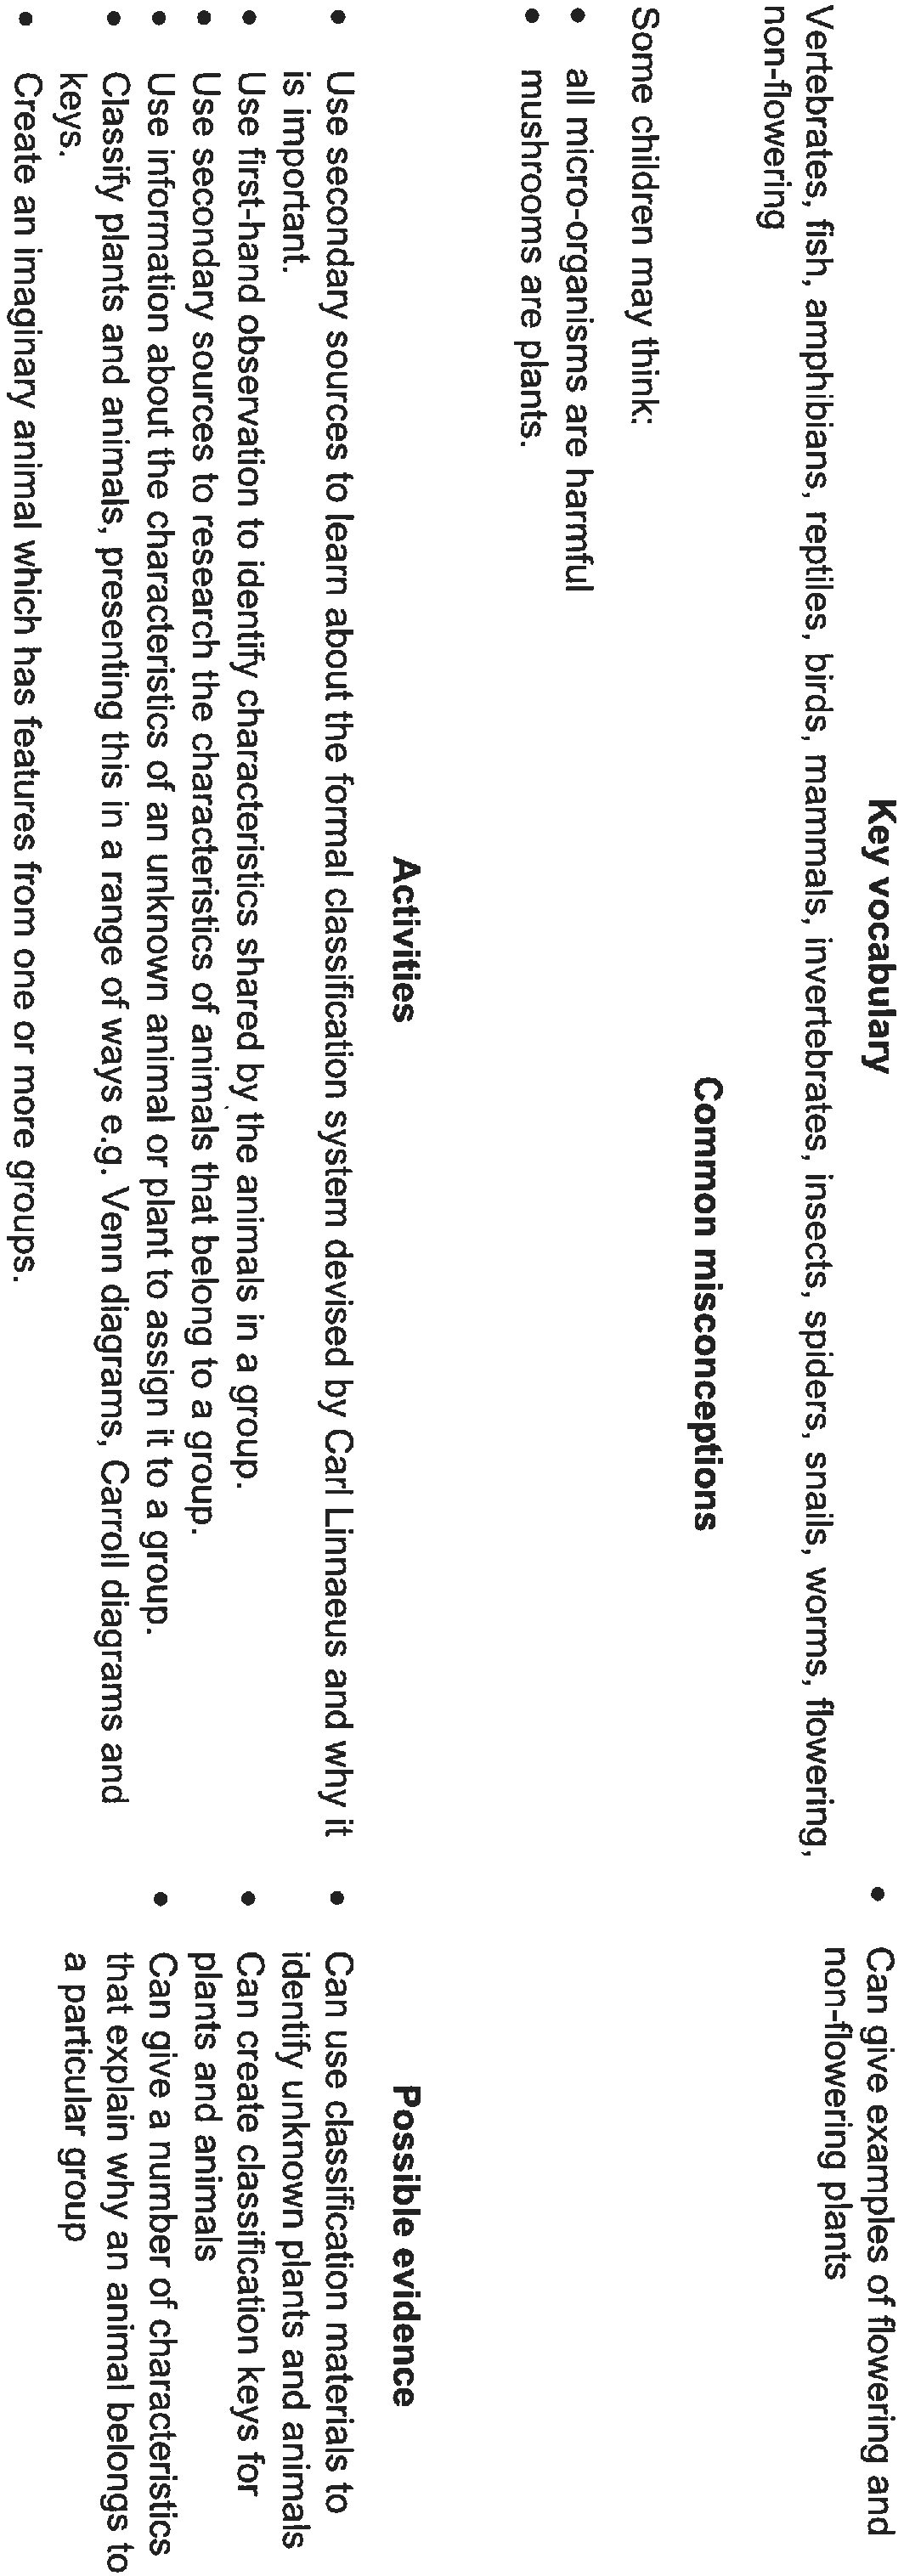 Key vocabulary
Vertebrates, fish, amphibians, reptiles, birds, mammals, invertebrates, insects, spiders, snails, worms, flowering,
non-flowering
Common misconceptions
Some children may think:
• all micro-organisms are harmful
• mushrooms are plants.
• Can give examples of flowering and
non-flowering plants
Activities
• Use secondary sources to learn about the formal classification system devised by Carl Linnaeus and why it
is important.
• Use first-hand observation to identify characteristics shared by the animals in a group.
• Use secondary sources to research the characteristics of animals that belong to a group.
• Use information about the characteristics of an unknown animal or plant to assign it to a group.
• Classify plants and animals, presenting this in a range of ways e.g. Venn diagrams, Carroll diagrams and
keys.
• Create an imaginary animal which has features from one or more groups.
Possible evidence
• Can use classification materials to
identify unknown plants and animals
• Can create classification keys for
plants and animals
• Can give a number of characteristics
that explain why an animal belongs to
a particular group